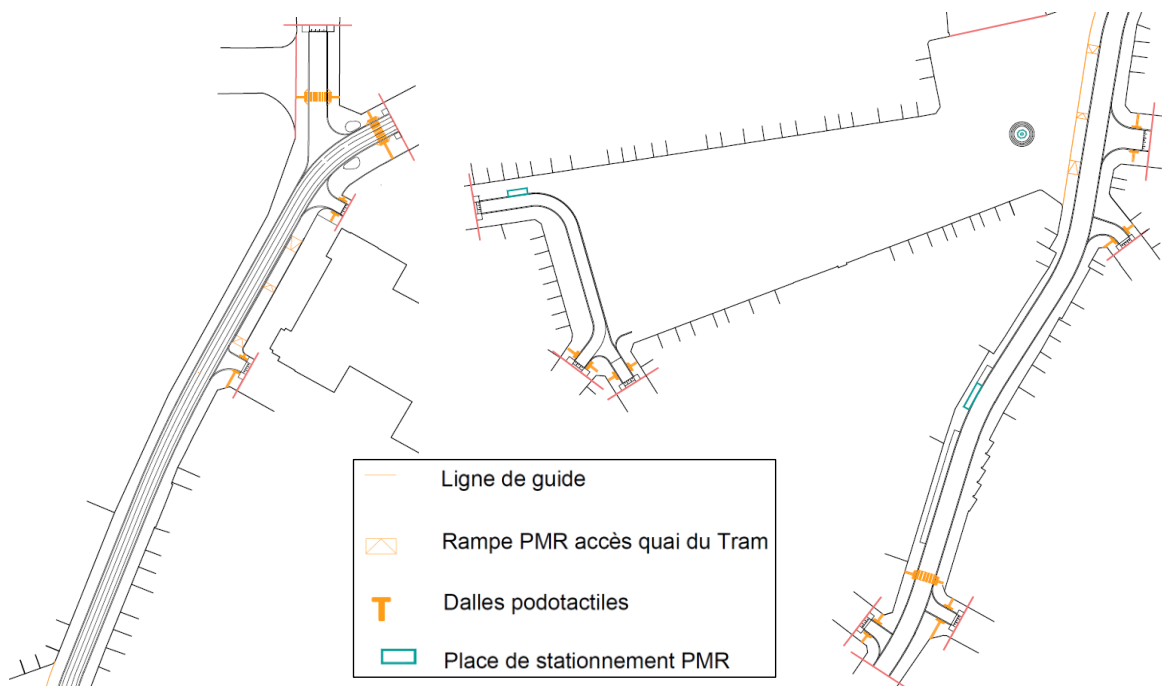 Ligne de guide
Rampe PMR accès quai du Tram
Dalles podotactiles
Place de stationnement PMR